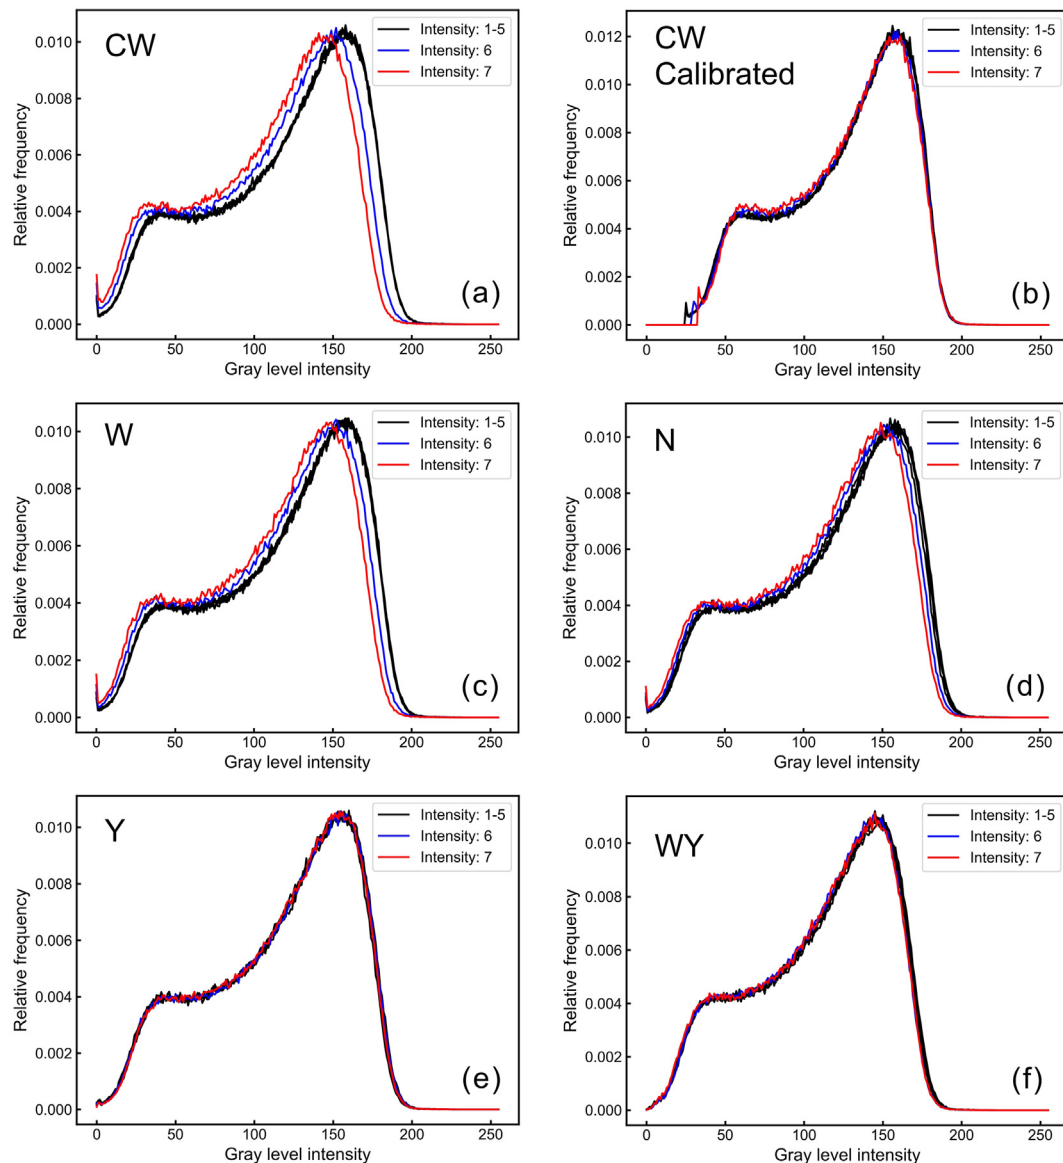 CW
Intensity: 1-5
Intensity: 6
Intensity: 7
0.010
0.008
0.006
0.004
0.002
0.000
Relative frequency
(a)
0 50 100 150 200 250
Gray level intensity
CW
Calibrated
Intensity: 1-5
Intensity: 6
Intensity: 7
0.012
0.010
0.008
0.006
0.004
0.002
0.000
Relative frequency
(b)
0 50 100 150 200 250
Gray level intensity
W
Intensity: 1-5
Intensity: 6
Intensity: 7
0.010
0.008
0.006
0.004
0.002
0.000
Relative frequency
(c)
0 50 100 150 200 250
Gray level intensity
N
Intensity: 1-5
Intensity: 6
Intensity: 7
0.010
0.008
0.006
0.004
0.002
0.000
Relative frequency
(d)
0 50 100 150 200 250
Gray level intensity
Y
Intensity: 1-5
Intensity: 6
Intensity: 7
0.010
0.008
0.006
0.004
0.002
0.000
Relative frequency
(e)
0 50 100 150 200 250
Gray level intensity
WY
Intensity: 1-5
Intensity: 6
Intensity: 7
0.010
0.008
0.006
0.004
0.002
0.000
Relative frequency
(f)
0 50 100 150 200 250
Gray level intensity